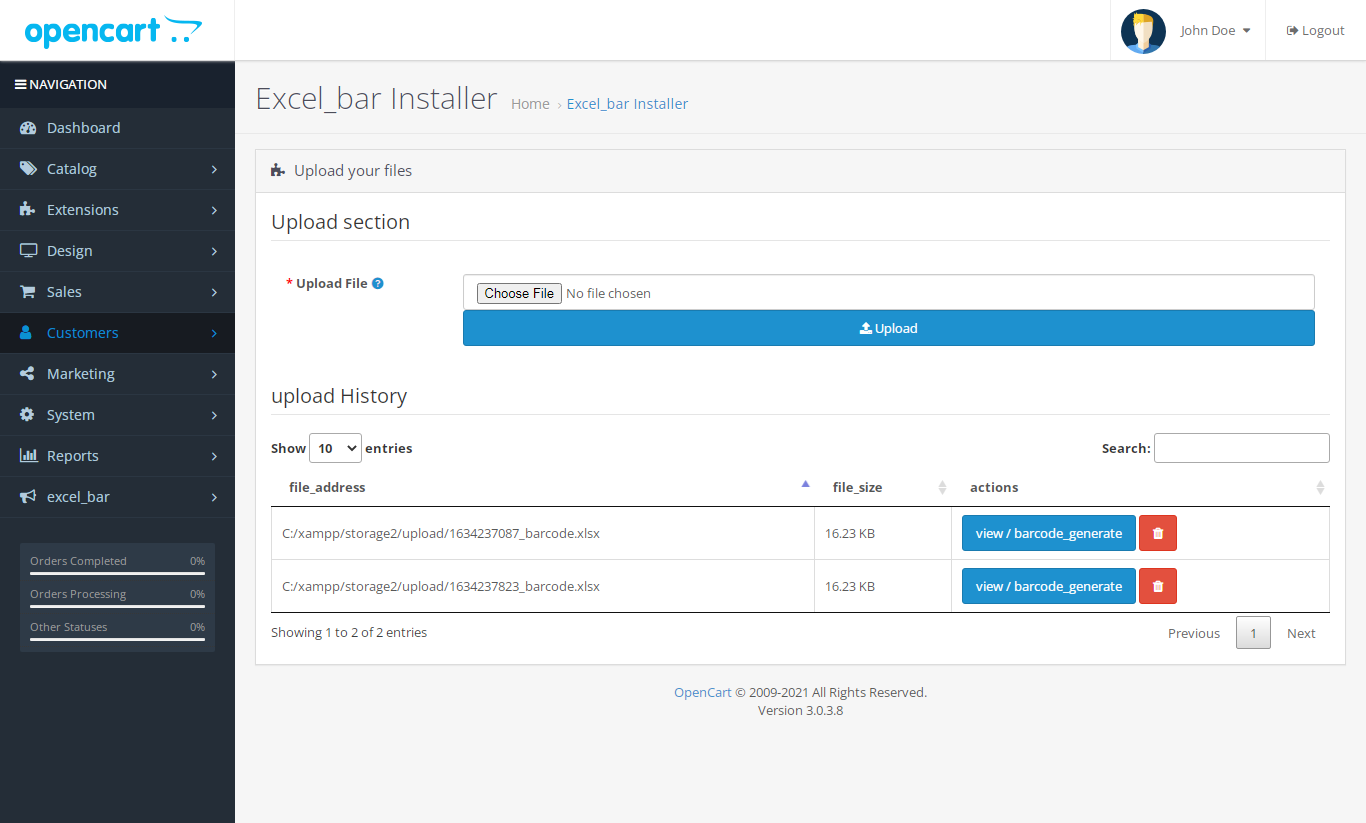 opencart
John Doe
Logout
NAVIGATION
Dashboard
Catalog
Extensions
Design
Sales
Customers
Marketing
System
Reports
excel_bar
Orders Completed 0%
Orders Processing 0%
Other Statuses 0%
Excel_bar Installer
Home › Excel_bar Installer
Upload your files
Upload section
* Upload File ?
Choose File No file chosen
Upload
upload History
Show 10 entries
Search:
file_address file_size actions
C:/xampp/storage2/upload/1634237087_barcode.xlsx 16.23 KB view / barcode_generate
C:/xampp/storage2/upload/1634237823_barcode.xlsx 16.23 KB view / barcode_generate
Showing 1 to 2 of 2 entries
Previous 1 Next
OpenCart © 2009-2021 All Rights Reserved.
Version 3.0.3.8